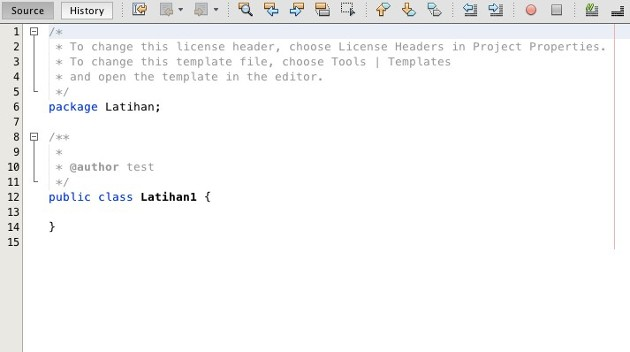 Source History
1 /*
2 * To change this license header, choose License Headers in Project Properties.
3 * To change this template file, choose Tools | Templates
4 * and open the template in the editor.
5 */
6 package Latihan;
7
8 /**
9 *
10 * @author test
11 */
12 public class Latihan1 {
13
14 }
15